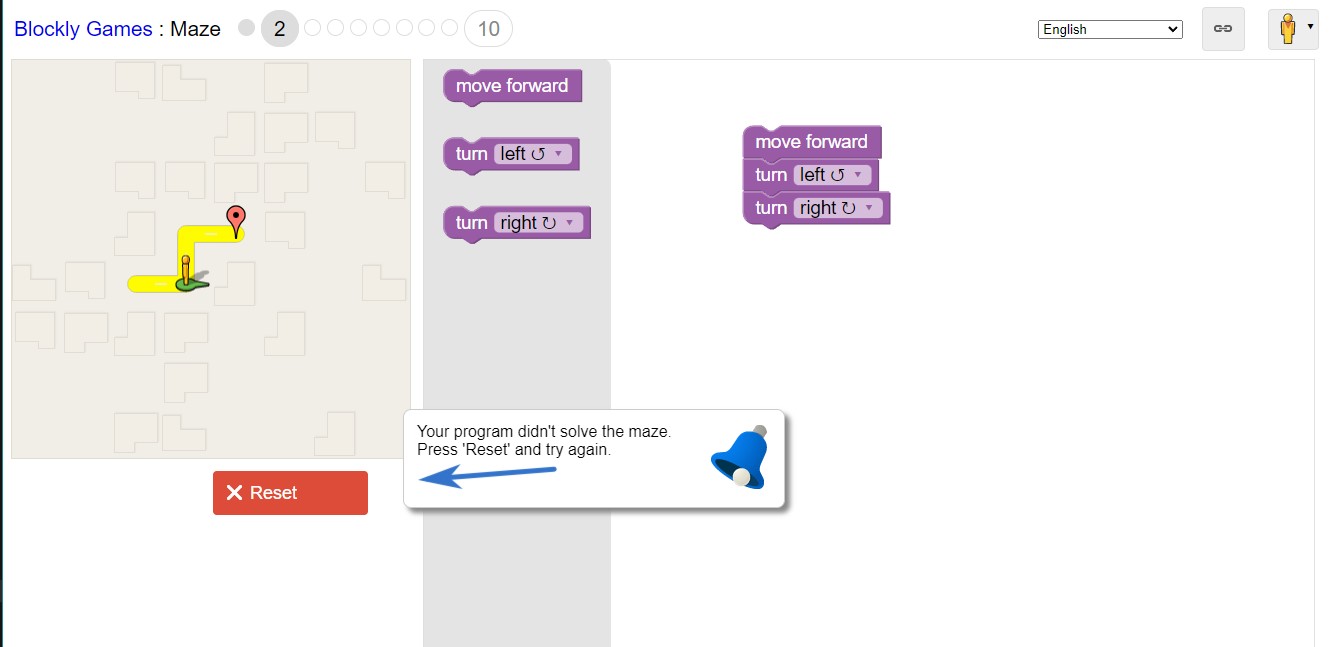 Blockly Games : Maze 2 10
English
move forward
turn left ↺
turn right ↻
move forward
turn left ↺
turn right ↻
Your program didn't solve the maze.
Press 'Reset' and try again.
Reset